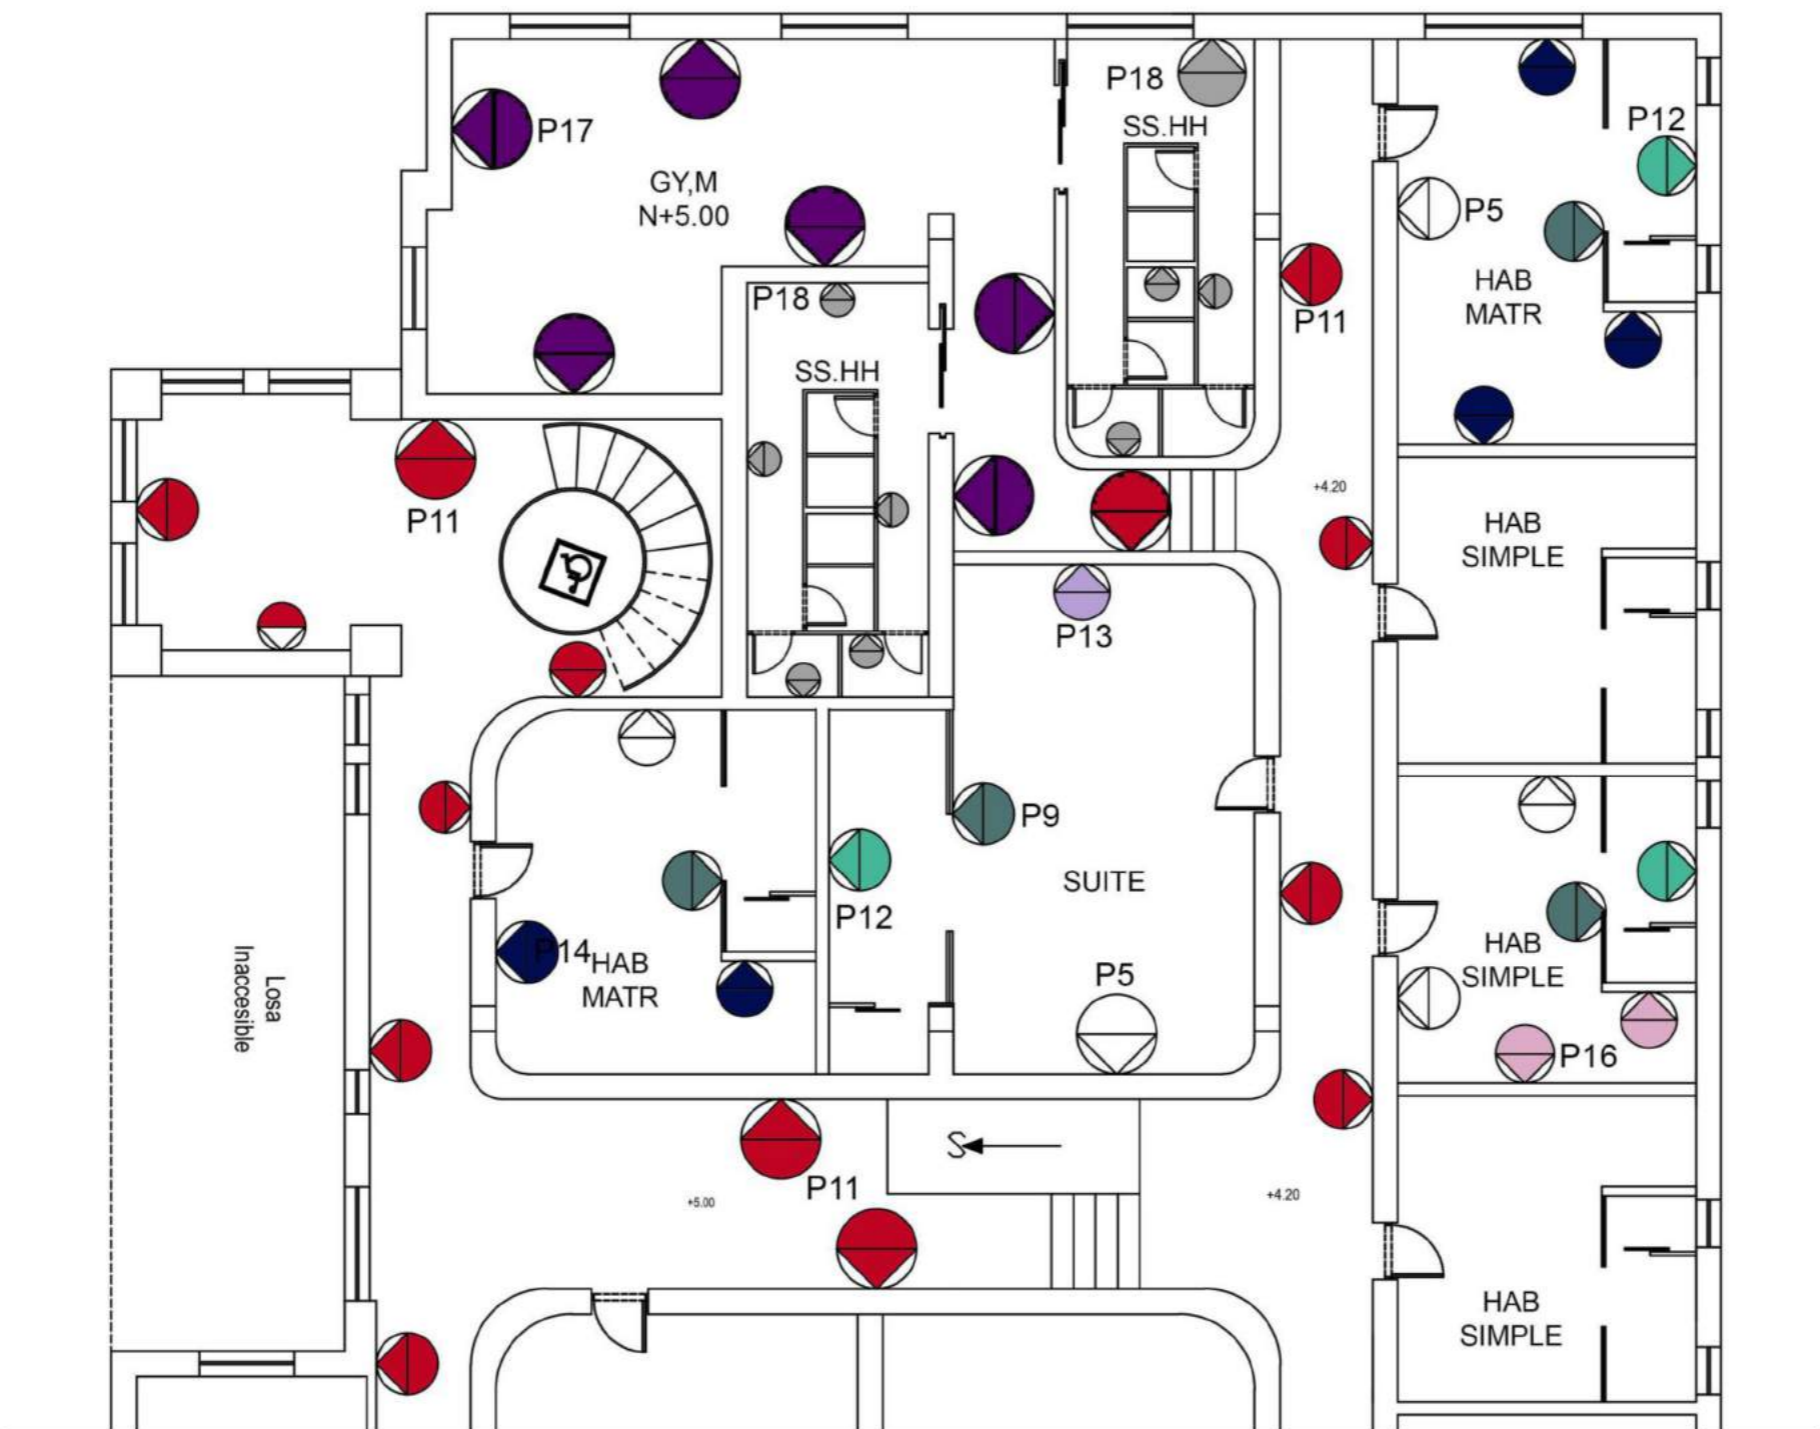 P17
GY,M
N+5.00
P18
SS.HH
P12
P5
HAB
MATR
P11
P18
SS.HH
P11
+4.20
HAB
SIMPLE
P13
P9
SUITE
P12
P14
HAB
MATR
P5
HAB
SIMPLE
P16
Losa
Inaccesible
S
P11
+5.00
+4.20
HAB
SIMPLE